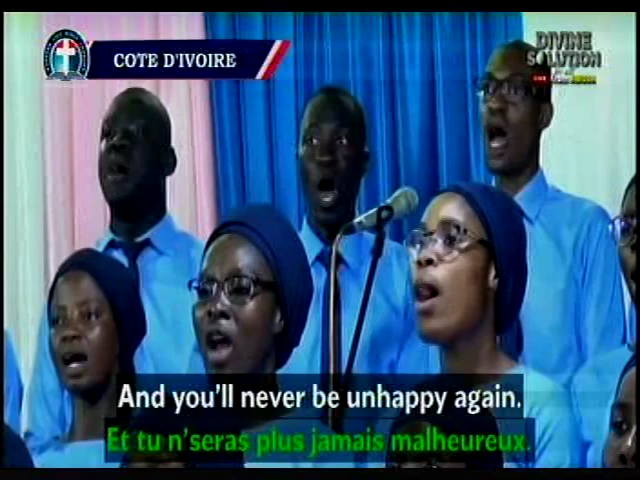 COTE D'IVOIRE
DIVINE
SOLUTION
And you'll never be unhappy again.
Et tu n'seras plus jamais malheureux.